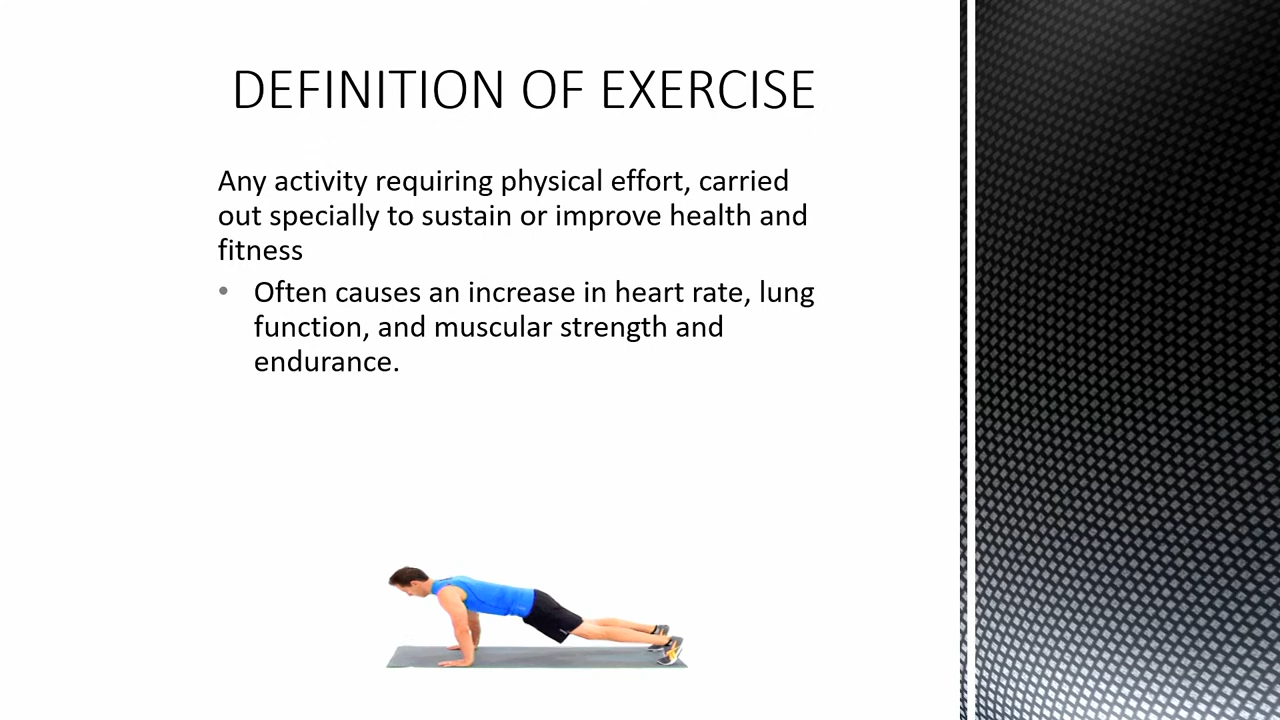 DEFINITION OF EXERCISE
Any activity requiring physical effort, carried
out specially to sustain or improve health and
fitness
• Often causes an increase in heart rate, lung
function, and muscular strength and
endurance.